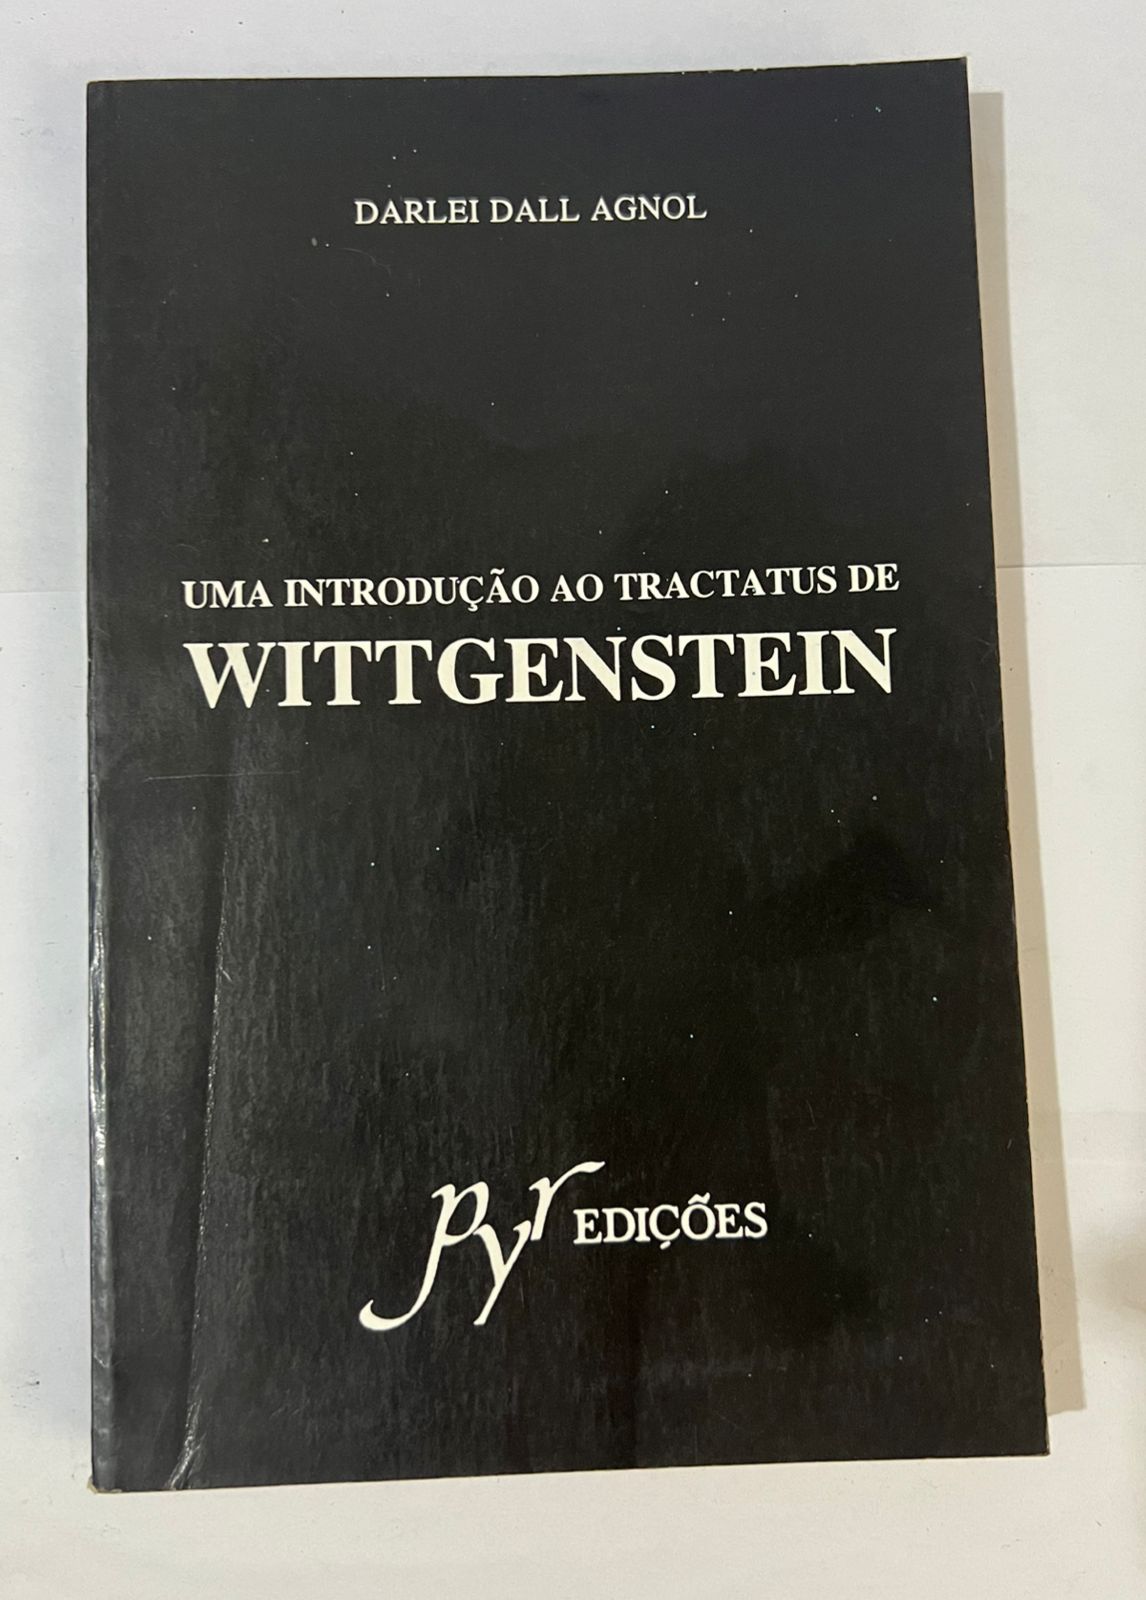 DARLEI DALL AGNOL
UMA INTRODUÇÃO AO TRACTATUS DE
WITTGENSTEIN
pyr EDIÇÕES